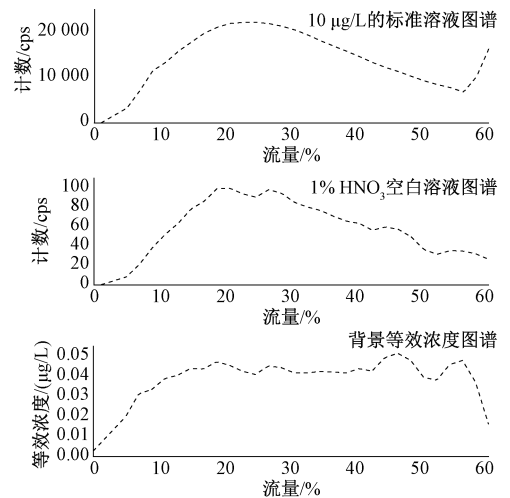 10 μg/L的标准溶液图谱
计数/cps
20 000
10 000
0
0 10 20 30 40 50 60
流量/%
1% HNO₃空白溶液图谱
计数/cps
100
80
60
40
20
0
0 10 20 30 40 50 60
流量/%
背景等效浓度图谱
等效浓度/(μg/L)
0.05
0.04
0.03
0.02
0.01
0.00
0 10 20 30 40 50 60
流量/%